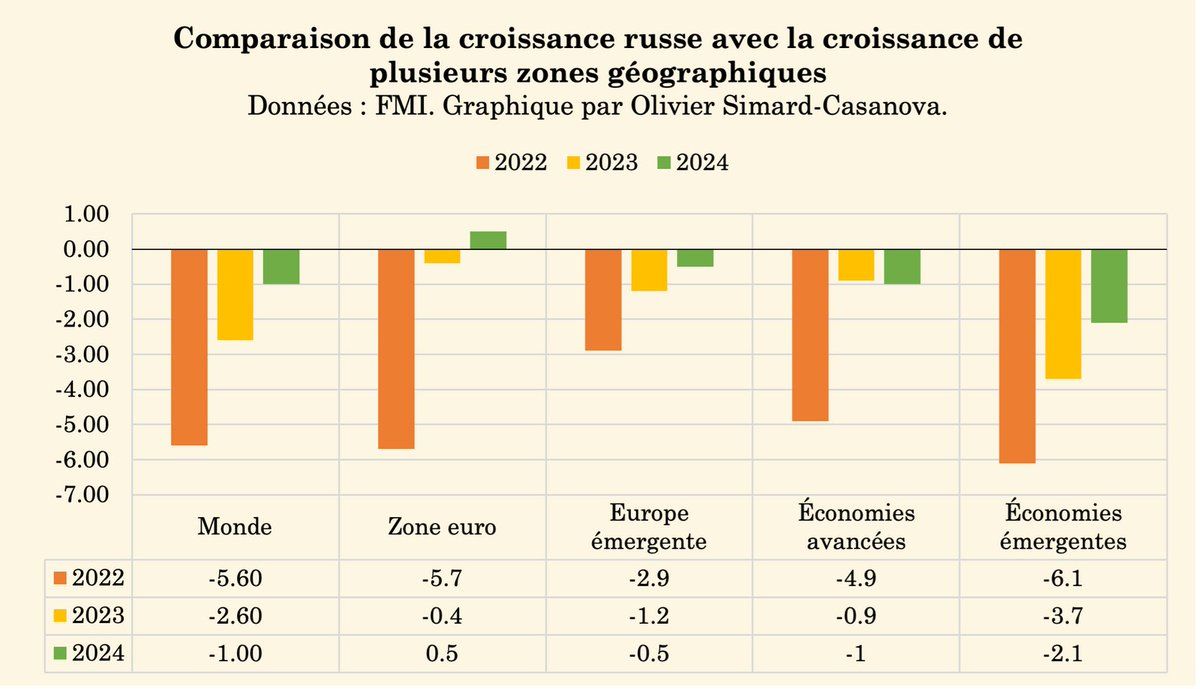 Comparaison de la croissance russe avec la croissance de
plusieurs zones géographiques
Données : FMI. Graphique par Olivier Simard-Casanova.
2022 2023 2024
1.00
0.00
-1.00
-2.00
-3.00
-4.00
-5.00
-6.00
-7.00
Monde
Zone euro
Europe
émergente
Économies
avancées
Économies
émergentes
2022 -5.60 -5.7 -2.9 -4.9 -6.1
2023 -2.60 -0.4 -1.2 -0.9 -3.7
2024 -1.00 0.5 -0.5 -1 -2.1